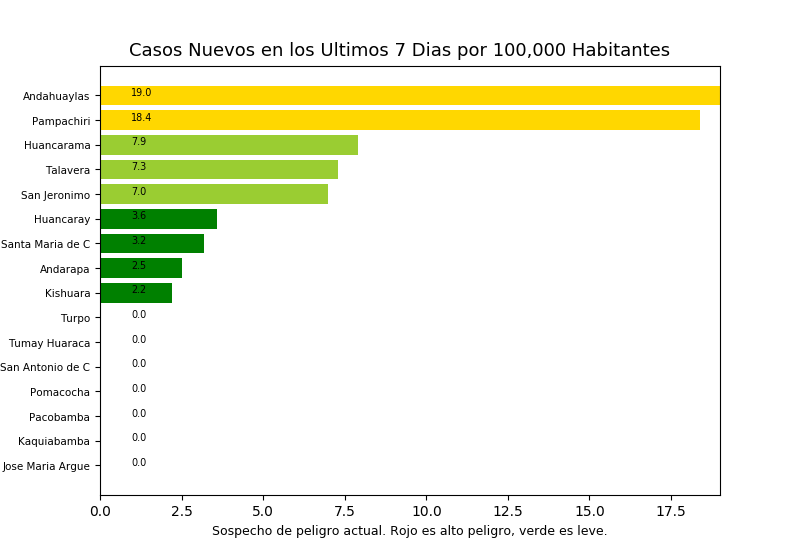 Casos Nuevos en los Ultimos 7 Dias por 100,000 Habitantes
Andahuaylas 19.0
Pampachiri 18.4
Huancarama 7.9
Talavera 7.3
San Jeronimo 7.0
Huancaray 3.6
Santa Maria de C 3.2
Andarapa 2.5
Kishuara 2.2
Turpo 0.0
Tumay Huaraca 0.0
San Antonio de C 0.0
Pomacocha 0.0
Pacobamba 0.0
Kaquiabamba 0.0
Jose Maria Argue 0.0
0.0 2.5 5.0 7.5 10.0 12.5 15.0 17.5
Sospecho de peligro actual. Rojo es alto peligro, verde es leve.